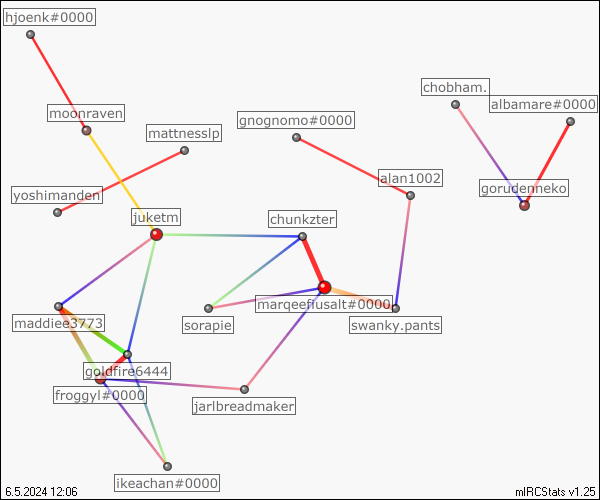 hjoenk#0000
chobham.
albamare#0000
moonraven
gnognomo#0000
mattnesslp
alan1002
gorudenneko
yoshimanden
juketm
chunkzter
marqeefiusalt#0000
maddiee3773
sorapie
swanky.pants
goldfire6444
froggyl#0000
jarlbreadmaker
ikeachan#0000
6.5.2024 12:06
mIRCStats v1.25